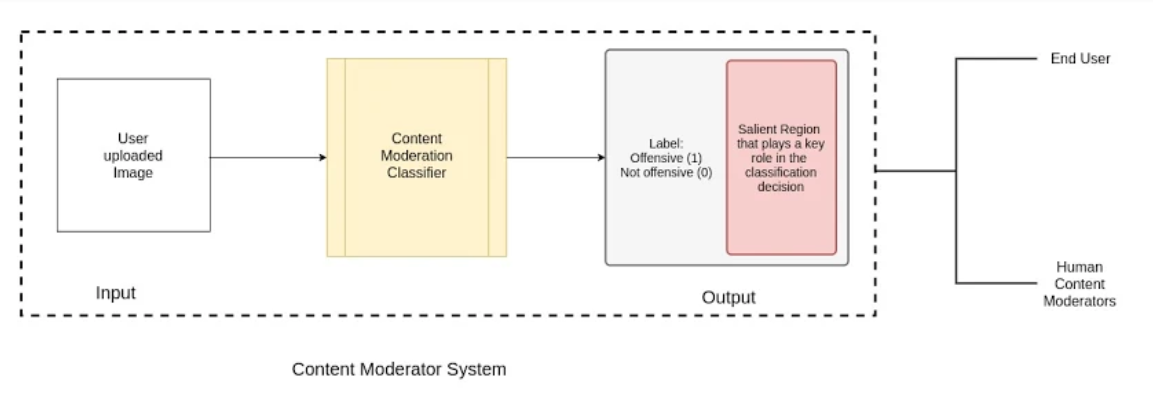 User
uploaded
Image
Content
Moderation
Classifier
Label:
Offensive (1)
Not offensive (0)
Salient Region
that plays a key
role in the
classification
decision
Input
Output
End User
Human
Content
Moderators
Content Moderator System